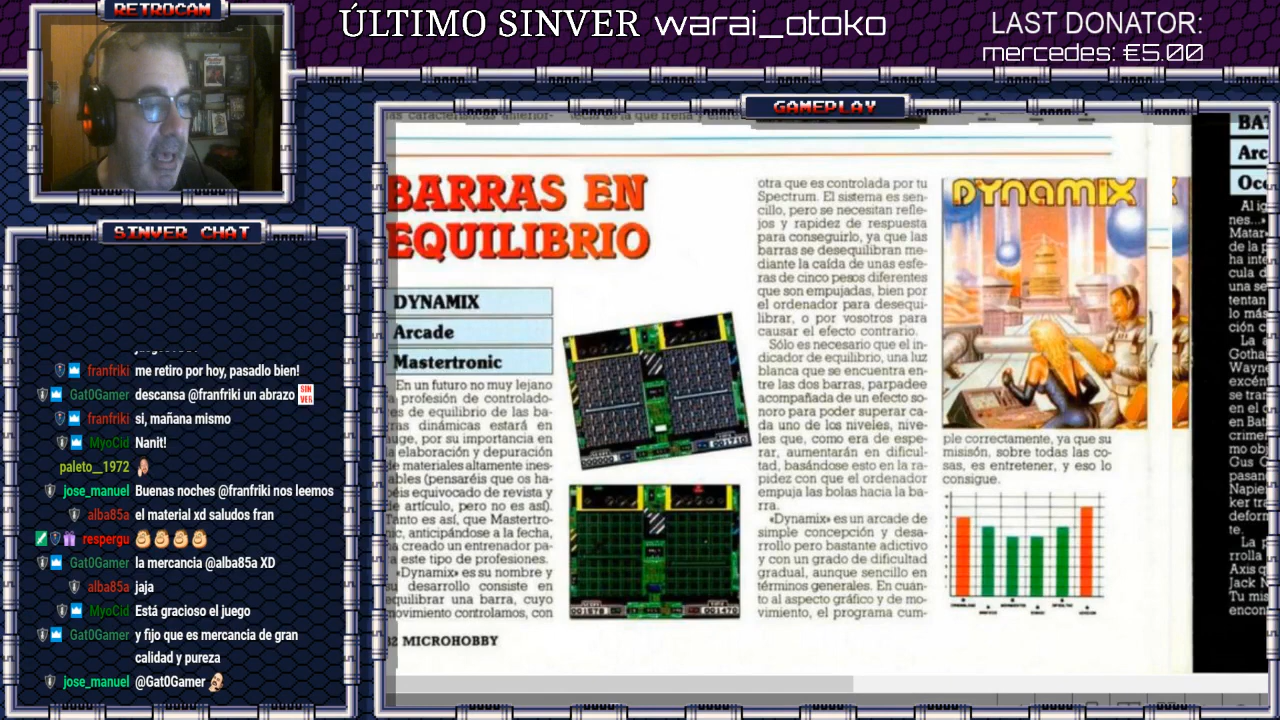 RETROCAM
ÚLTIMO SINVER warai_otoko
LAST DONATOR:
mercedes: €5.00
SINVER CHAT
franfriki me retiro por hoy, pasadlo bien!
Gat0Gamer descansa @franfriki un abrazo SIN VER
franfriki si, mañana mismo
MyoCid Nanit!
paleto__1972
jose_manuel Buenas noches @franfriki nos leemos
alba85a el material xd saludos fran
respergu
Gat0Gamer la mercancia @alba85a XD
alba85a jaja
MyoCid Está gracioso el juego
Gat0Gamer y fijo que es mercancia de gran
calidad y pureza
jose_manuel @Gat0Gamer
GAMEPLAY
BARRAS EN
EQUILIBRIO
DYNAMIX
Arcade
Mastertronic
En un futuro no muy lejano
a profesión de controlado-
es de equilibrio de las ba-
ras dinámicas estará en
auge, por su importancia en
a elaboración y depuración
de materiales altamente ines-
ables (pensaréis que os ha-
béis equivocado de revista y
de artículo, pero no es así).
Tanto es así, que Mastertro-
nic, anticipándose a la fecha,
ha creado un entrenador pa-
a este tipo de profesiones.
«Dynamix» es su nombre y
su desarrollo consiste en
equilibrar una barra, cuyo
movimiento controlamos, con
otra que es controlada por tu
Spectrum. El sistema es sen-
cillo, pero se necesitan refle-
jos y rapidez de respuesta
para conseguirlo, ya que las
barras se desequilibran me-
diante la caída de unas esfe-
ras de cinco pesos diferentes
que son empujadas, bien por
el ordenador para desequi-
librar, o por vosotros para
causar el efecto contrario.
Sólo es necesario que el in-
dicador de equilibrio, una luz
blanca que se encuentra en-
tre las dos barras, parpadee
acompañada de un efecto so-
noro para poder superar ca-
da uno de los niveles, nive-
les que, como era de espe-
rar, aumentarán en dificul-
tad, basándose esto en la ra-
pidez con que el ordenador
empuja las bolas hacia la ba-
rra.
«Dynamix» es un arcade de
simple concepción y desa-
rrollo pero bastante adictivo
y con un grado de dificultad
gradual, aunque sencillo en
términos generales. En cuan-
to al aspecto gráfico y de mo-
vimiento, el programa cum-
DYNAMIX
ple correctamente, ya que su
misisón, sobre todas las co-
sas, es entretener, y eso lo
consigue.
MICROHOBBY